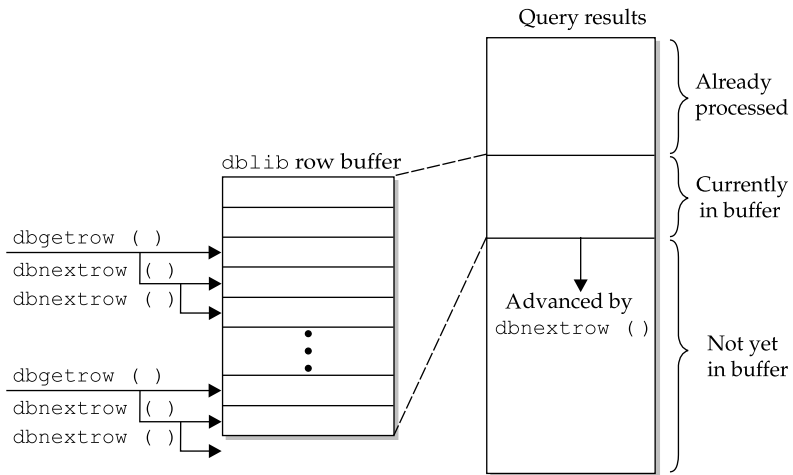 Query results
Already
processed
dblib row buffer
Currently
in buffer
dbgetrow ( )
dbnextrow ( )
dbnextrow ( )
Advanced by
dbnextrow ( )
Not yet
in buffer
dbgetrow ( )
dbnextrow ( )
dbnextrow ( )